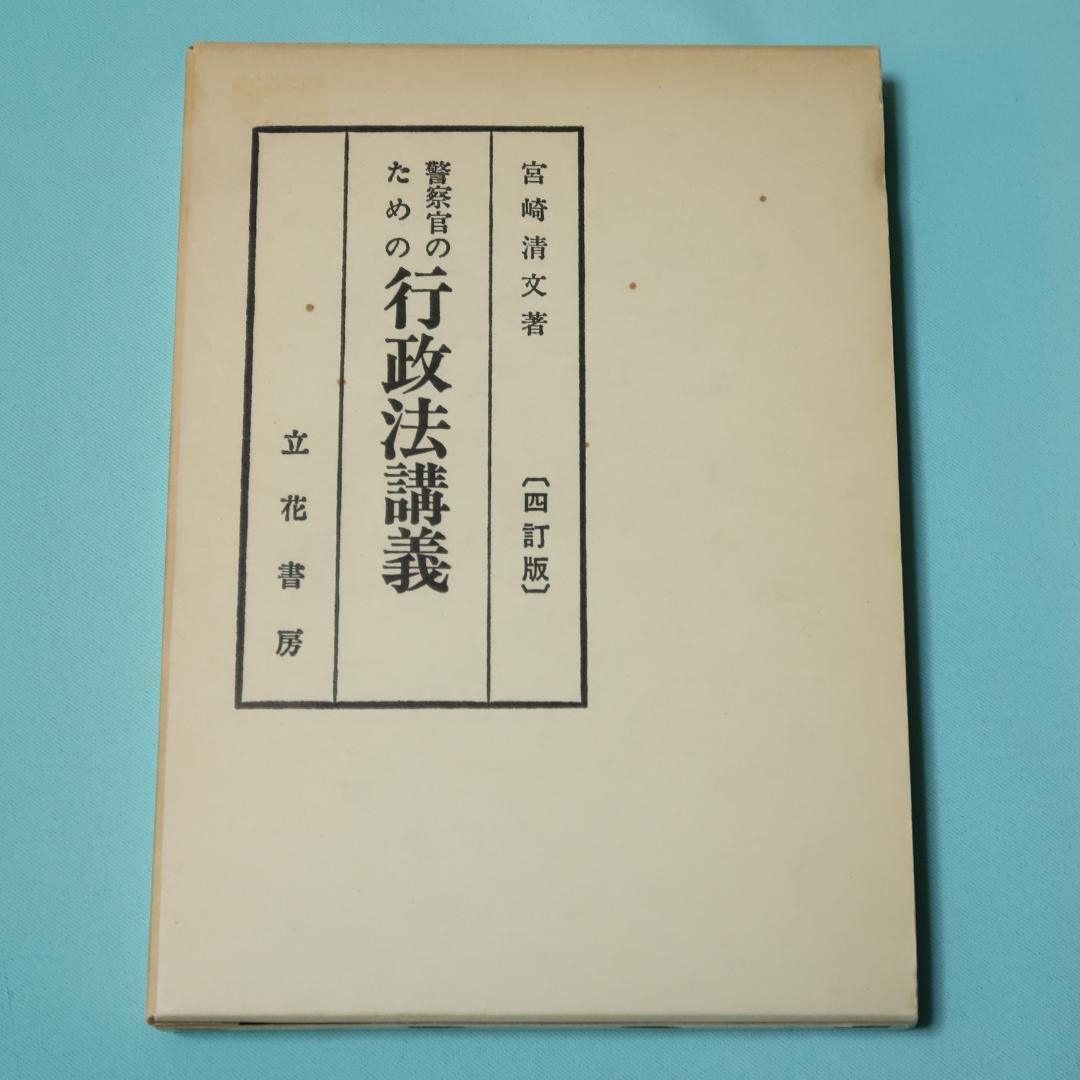 宮崎清文著
〔四訂版〕
警察官の
ための
行政法講義
立花書房